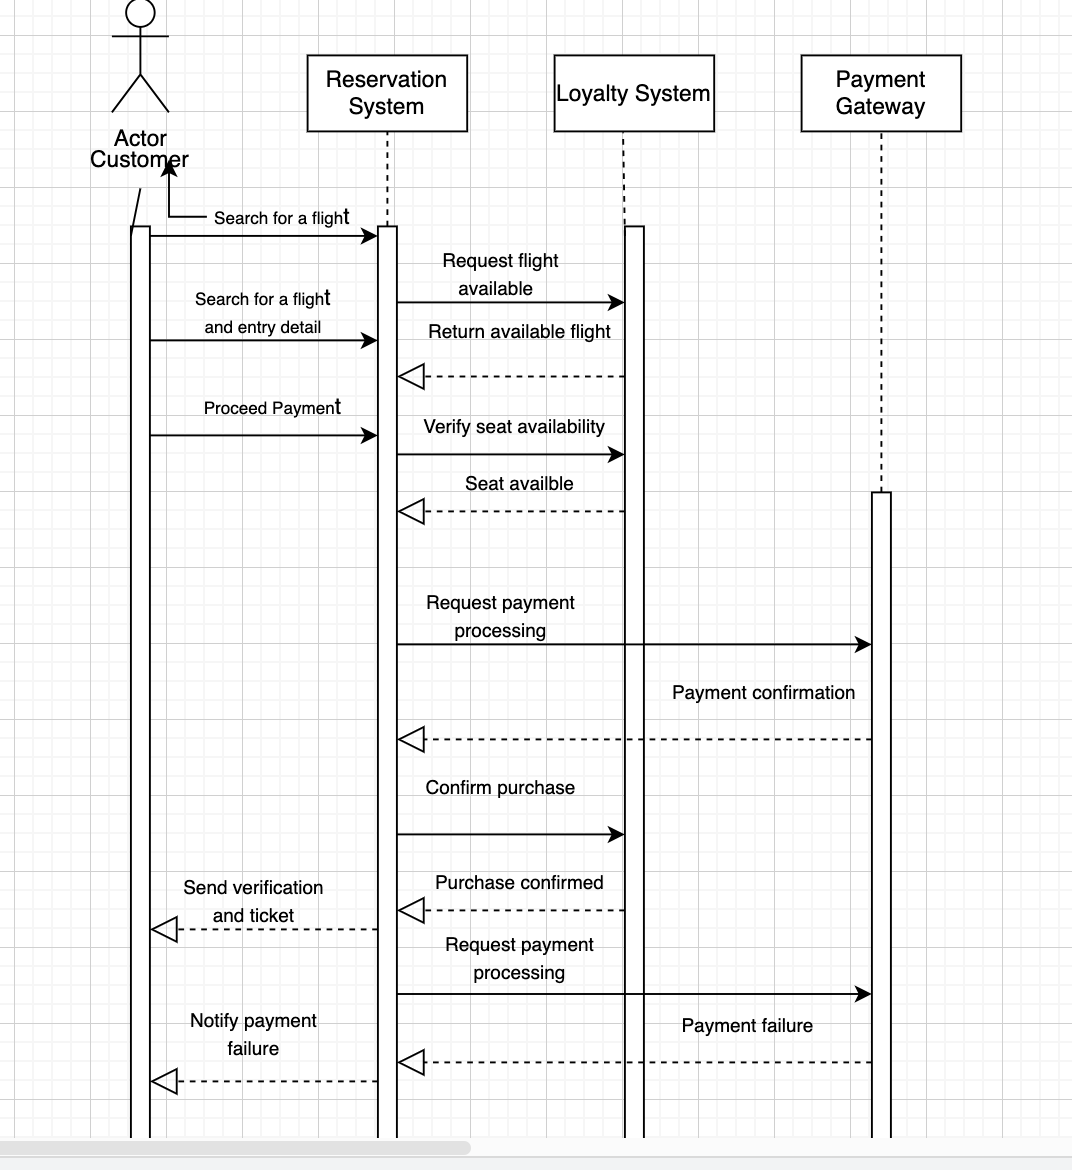 Actor
Customer
Reservation
System
Loyalty System
Payment
Gateway
Search for a flight
Request flight
available
Search for a flight
and entry detail
Return available flight
Proceed Payment
Verify seat availability
Seat availble
Request payment
processing
Payment confirmation
Confirm purchase
Purchase confirmed
Send verification
and ticket
Request payment
processing
Notify payment
failure
Payment failure